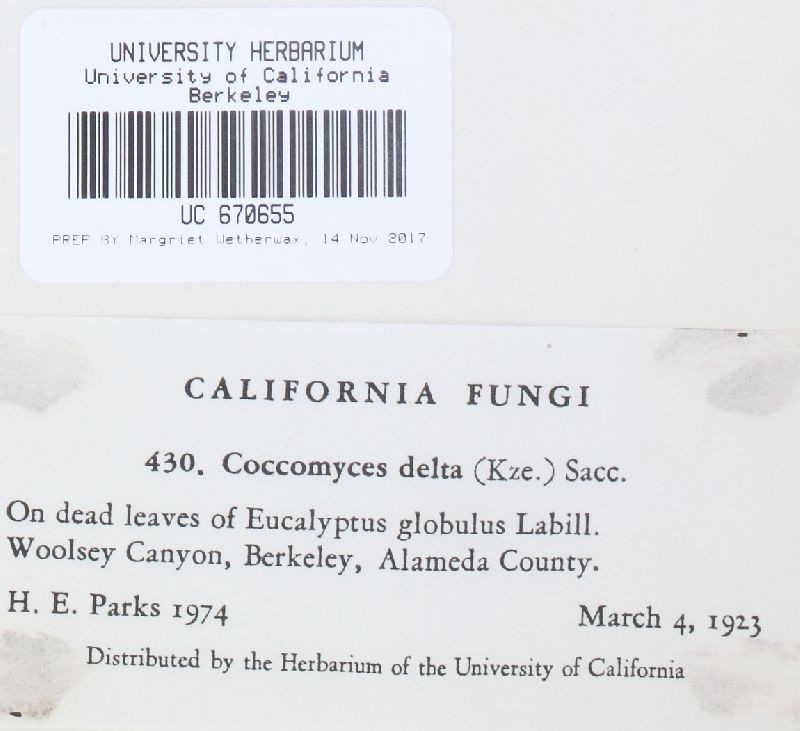 UNIVERSITY HERBARIUM
University of California
Berkeley
UC 670655
PREP BY Margriet Wetherwax, 14 Nov 2017
CALIFORNIA FUNGI
430. Coccomyces delta (Kze.) Sacc.
On dead leaves of Eucalyptus globulus Labill.
Woolsey Canyon, Berkeley, Alameda County.
H. E. Parks 1974 March 4, 1923
Distributed by the Herbarium of the University of California